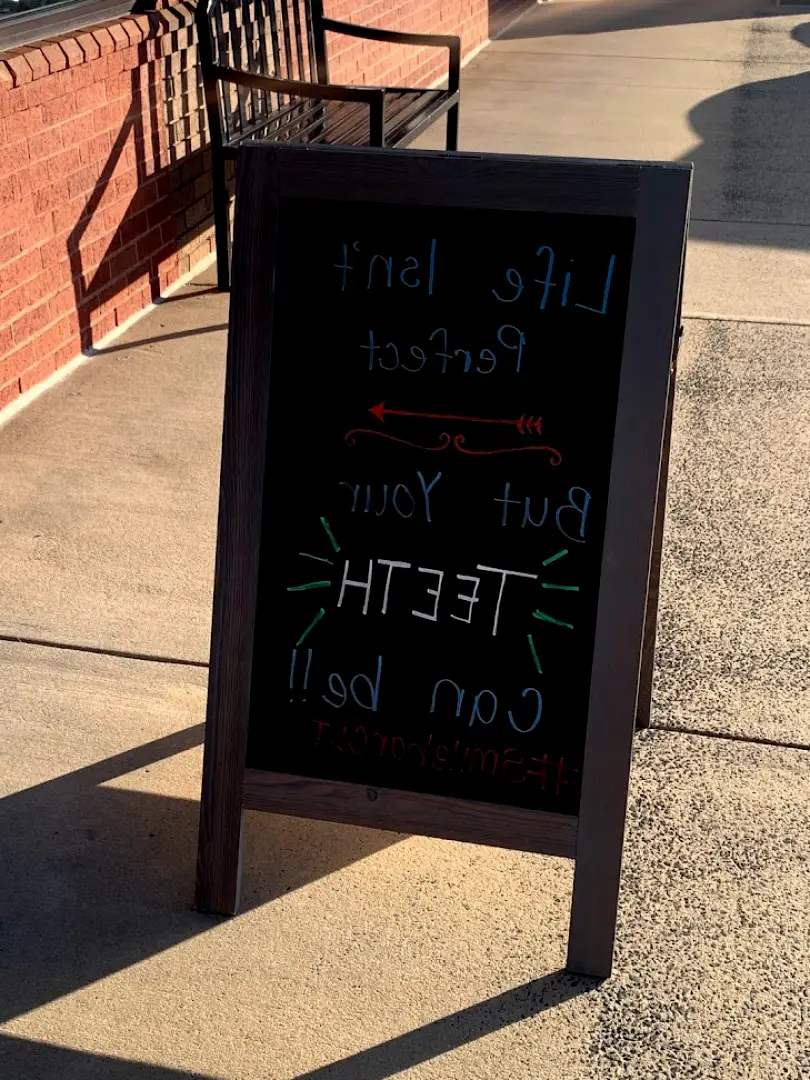 Life Isn't
Perfect
But Your
TEETH
can be!!